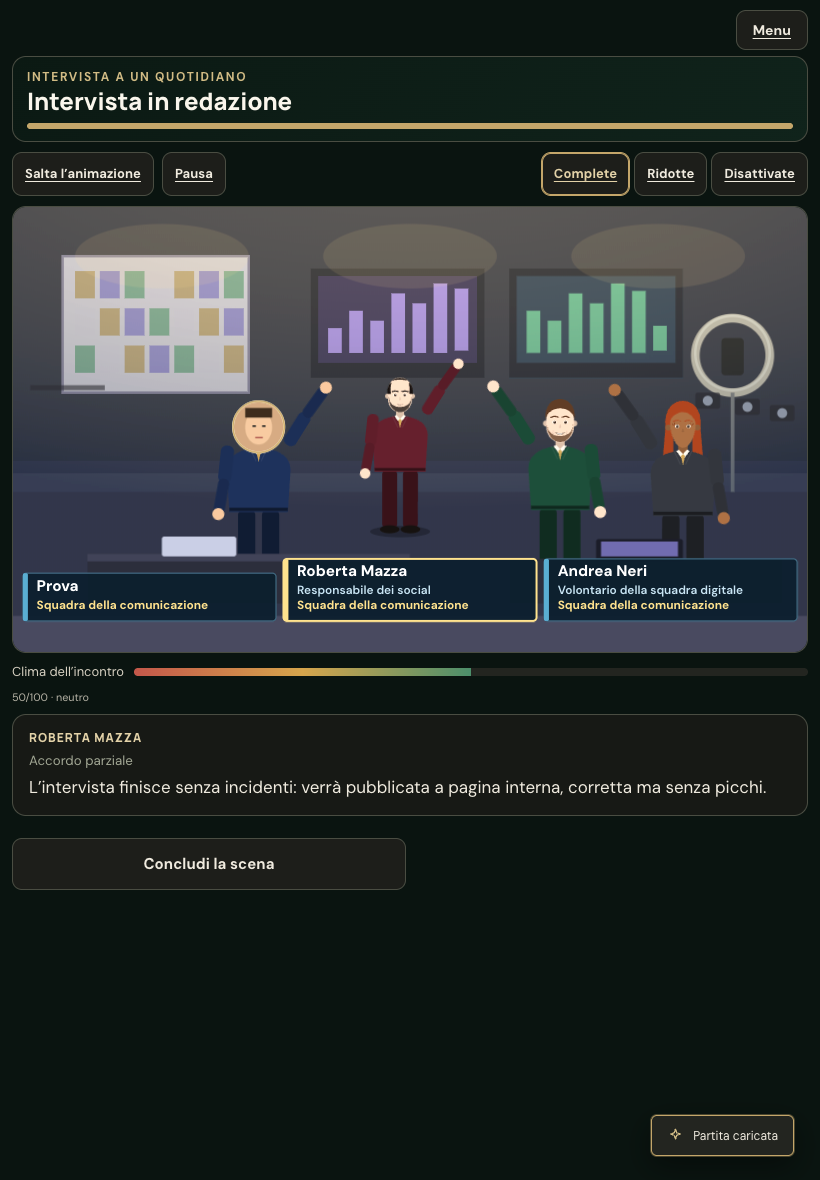 Menu
INTERVISTA A UN QUOTIDIANO
Intervista in redazione
Salta l’animazione
Pausa
Complete
Ridotte
Disattivate
Prova
Squadra della comunicazione
Roberta Mazza
Responsabile dei social
Squadra della comunicazione
Andrea Neri
Volontario della squadra digitale
Squadra della comunicazione
Clima dell’incontro
50/100 · neutro
ROBERTA MAZZA
Accordo parziale
L’intervista finisce senza incidenti: verrà pubblicata a pagina interna, corretta ma senza picchi.
Concludi la scena
Partita caricata